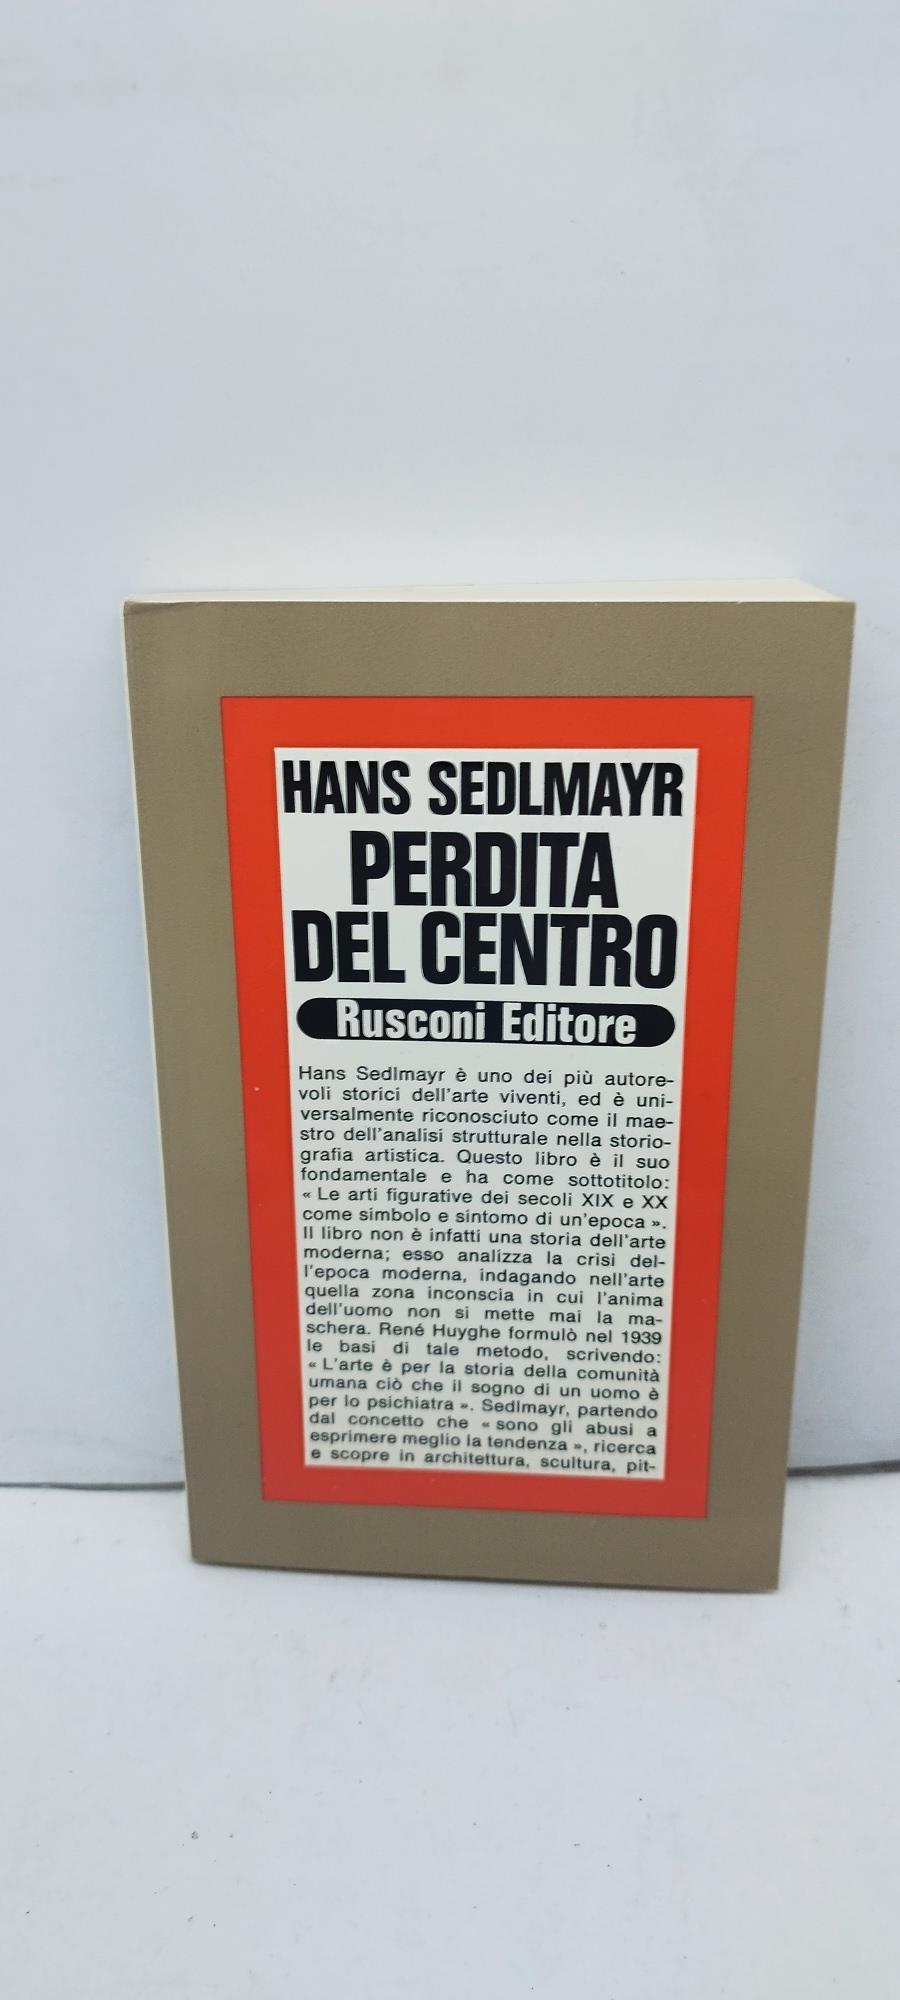 HANS SEDLMAYR
PERDITA
DEL CENTRO
Rusconi Editore
Hans Sedlmayr è uno dei più autore-
voli storici dell'arte viventi, ed è uni-
versalmente riconosciuto come il mae-
stro dell'analisi strutturale nella storio-
grafia artistica. Questo libro è il suo
fondamentale e ha come sottotitolo:
« Le arti figurative dei secoli XIX e XX
come simbolo e sintomo di un'epoca ».
Il libro non è infatti una storia dell'arte
moderna; esso analizza la crisi del-
l'epoca moderna, indagando nell'arte
quella zona inconscia in cui l'anima
dell'uomo non si mette mai la ma-
schera. René Huyghe formulò nel 1939
le basi di tale metodo, scrivendo:
« L'arte è per la storia della comunità
umana ciò che il sogno di un uomo è
per lo psichiatra ». Sedlmayr, partendo
dal concetto che « sono gli abusi a
esprimere meglio la tendenza », ricerca
e scopre in architettura, scultura, pit-